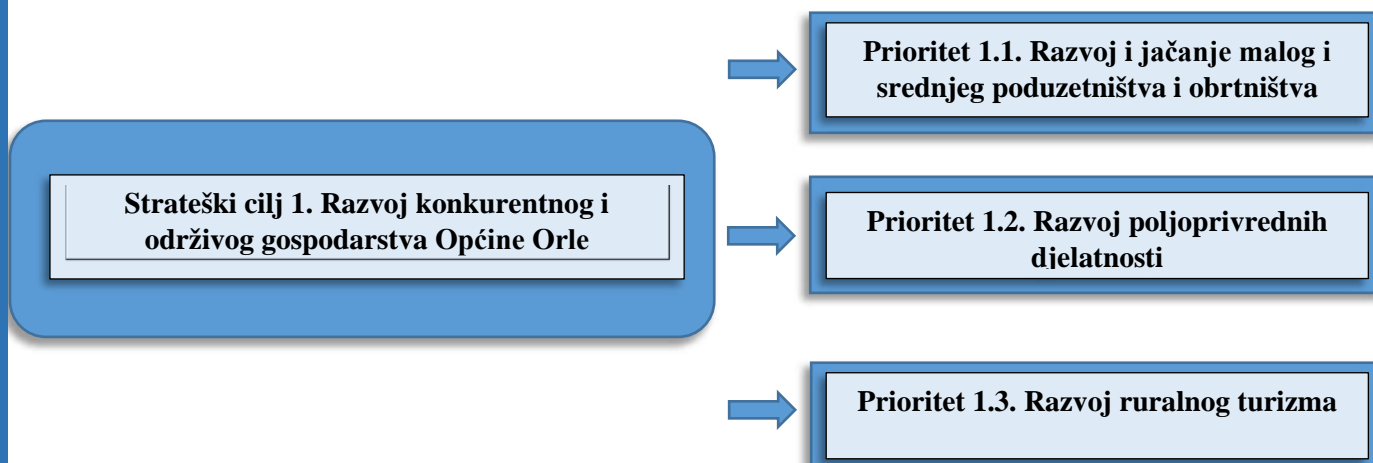 Strateški cilj 1. Razvoj konkurentnog i
održivog gospodarstva Općine Orle
Prioritet 1.1. Razvoj i jačanje malog i
srednjeg poduzetništva i obrtništva
Prioritet 1.2. Razvoj poljoprivrednih
djelatnosti
Prioritet 1.3. Razvoj ruralnog turizma